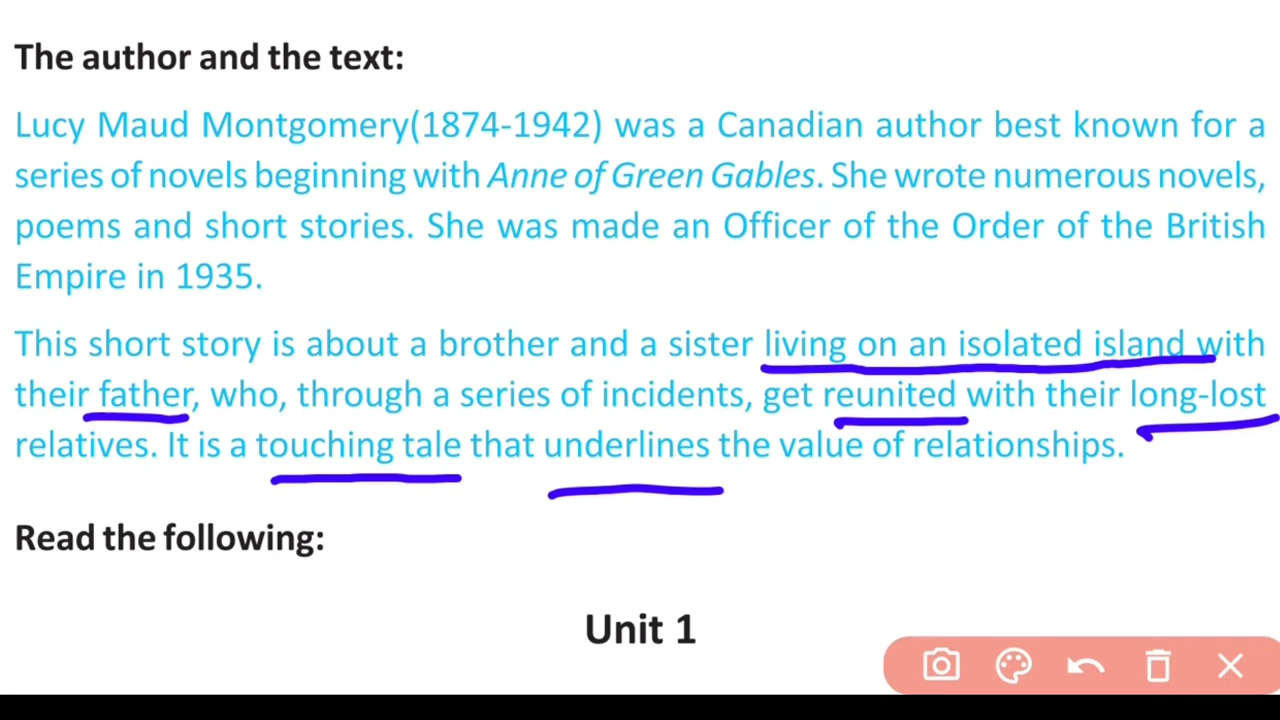 The author and the text:
Lucy Maud Montgomery(1874-1942) was a Canadian author best known for a
series of novels beginning with Anne of Green Gables. She wrote numerous novels,
poems and short stories. She was made an Officer of the Order of the British
Empire in 1935.
This short story is about a brother and a sister living on an isolated island with
their father, who, through a series of incidents, get reunited with their long-lost
relatives. It is a touching tale that underlines the value of relationships.
Read the following:
Unit 1